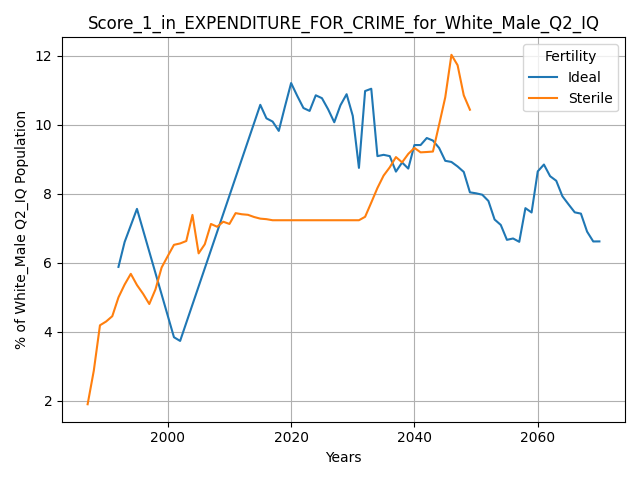 Score_1_in_EXPENDITURE_FOR_CRIME_for_White_Male_Q2_IQ
% of White_Male Q2_IQ Population
12
10
8
6
4
2
Fertility
Ideal
Sterile
2000
2020
2040
2060
Years